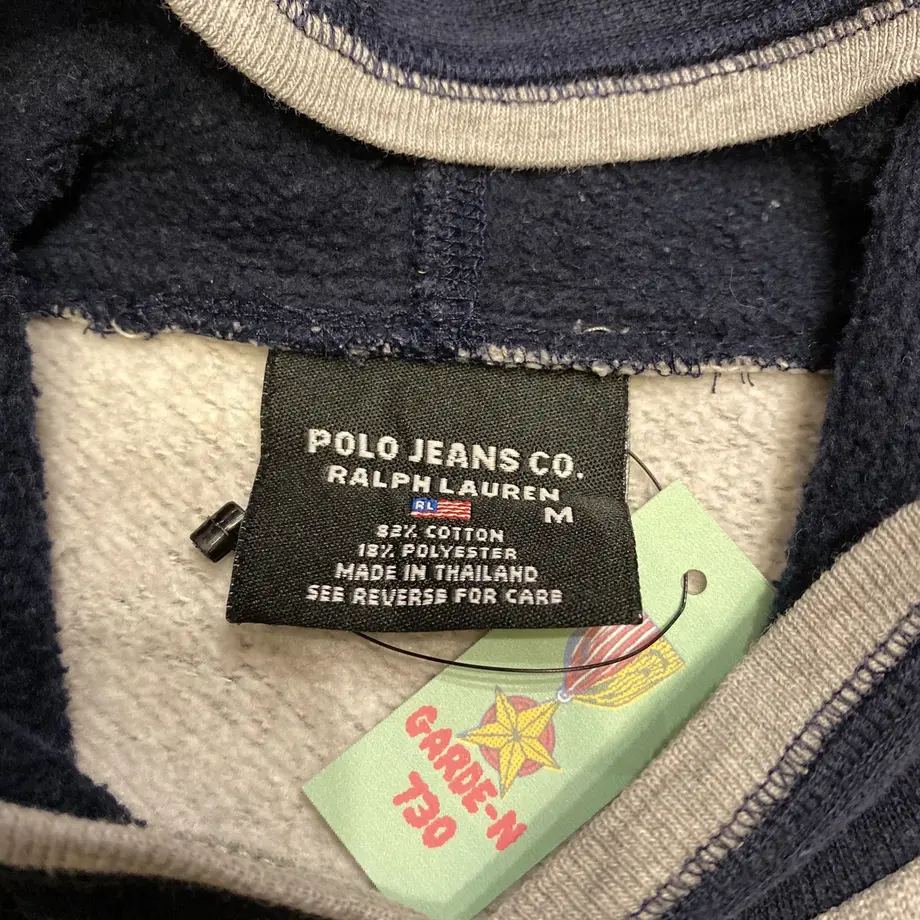 POLO JEANS CO.
RALPH LAUREN
RL
M
82% COTTON
18% POLYESTER
MADE IN THAILAND
SEE REVERSE FOR CARE
GARDE-N
730